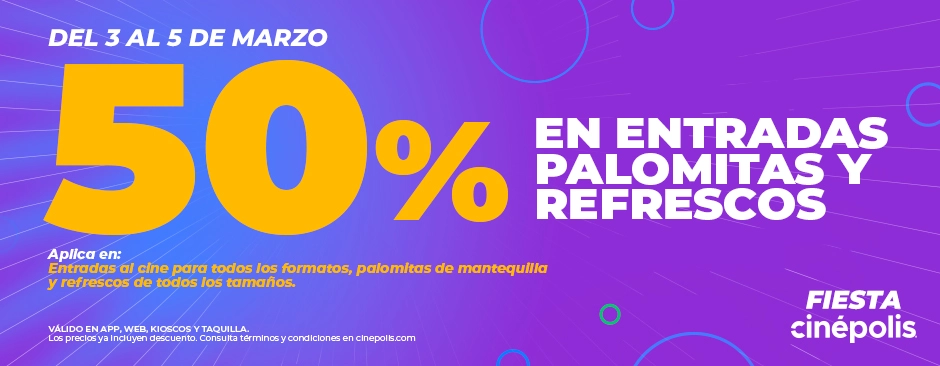 DEL 3 AL 5 DE MARZO
50%
EN ENTRADAS
PALOMITAS Y
REFRESCOS
Aplica en:
Entradas al cine para todos los formatos, palomitas de mantequilla
y refrescos de todos los tamaños.
VÁLIDO EN APP, WEB, KIOSCOS Y TAQUILLA.
Los precios ya incluyen descuento. Consulta términos y condiciones en cinepolis.com
FIESTA
cinépolis.